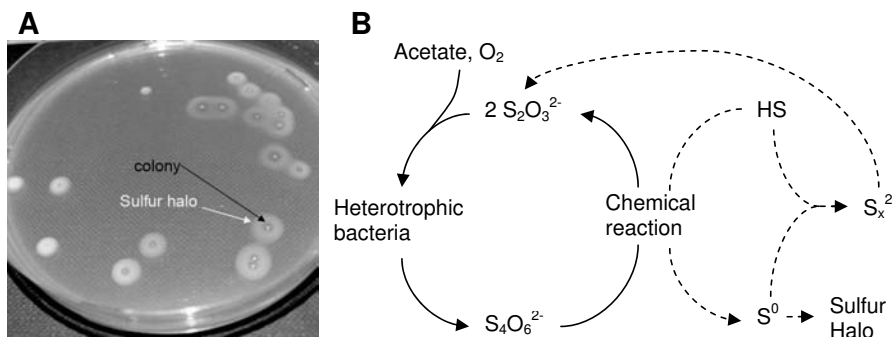 A
colony
Sulfur halo
B
Acetate, O₂
2 S₂O₃²⁻
HS
Heterotrophic
bacteria
Chemical
reaction
Sₓ²
S₄O₆²⁻
S⁰
Sulfur
Halo